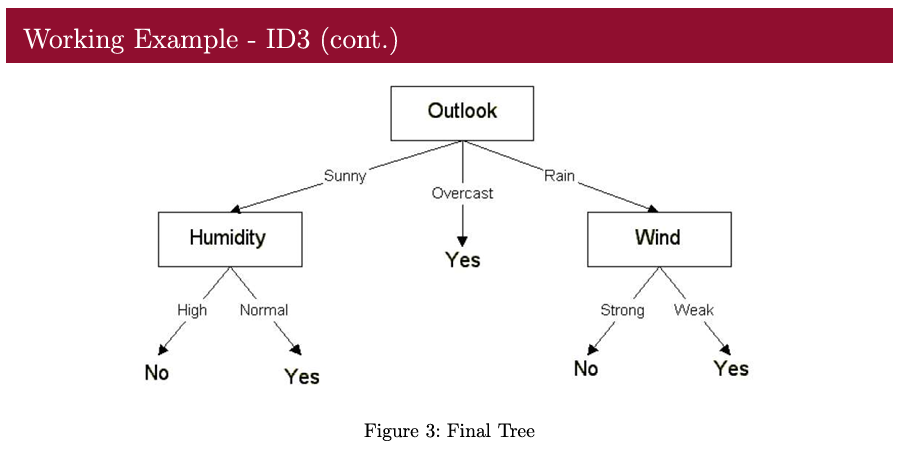 Working Example - ID3 (cont.)
Outlook
Sunny
Overcast
Rain
Humidity
Yes
Wind
High
Normal
Strong
Weak
No
Yes
No
Yes
Figure 3: Final Tree